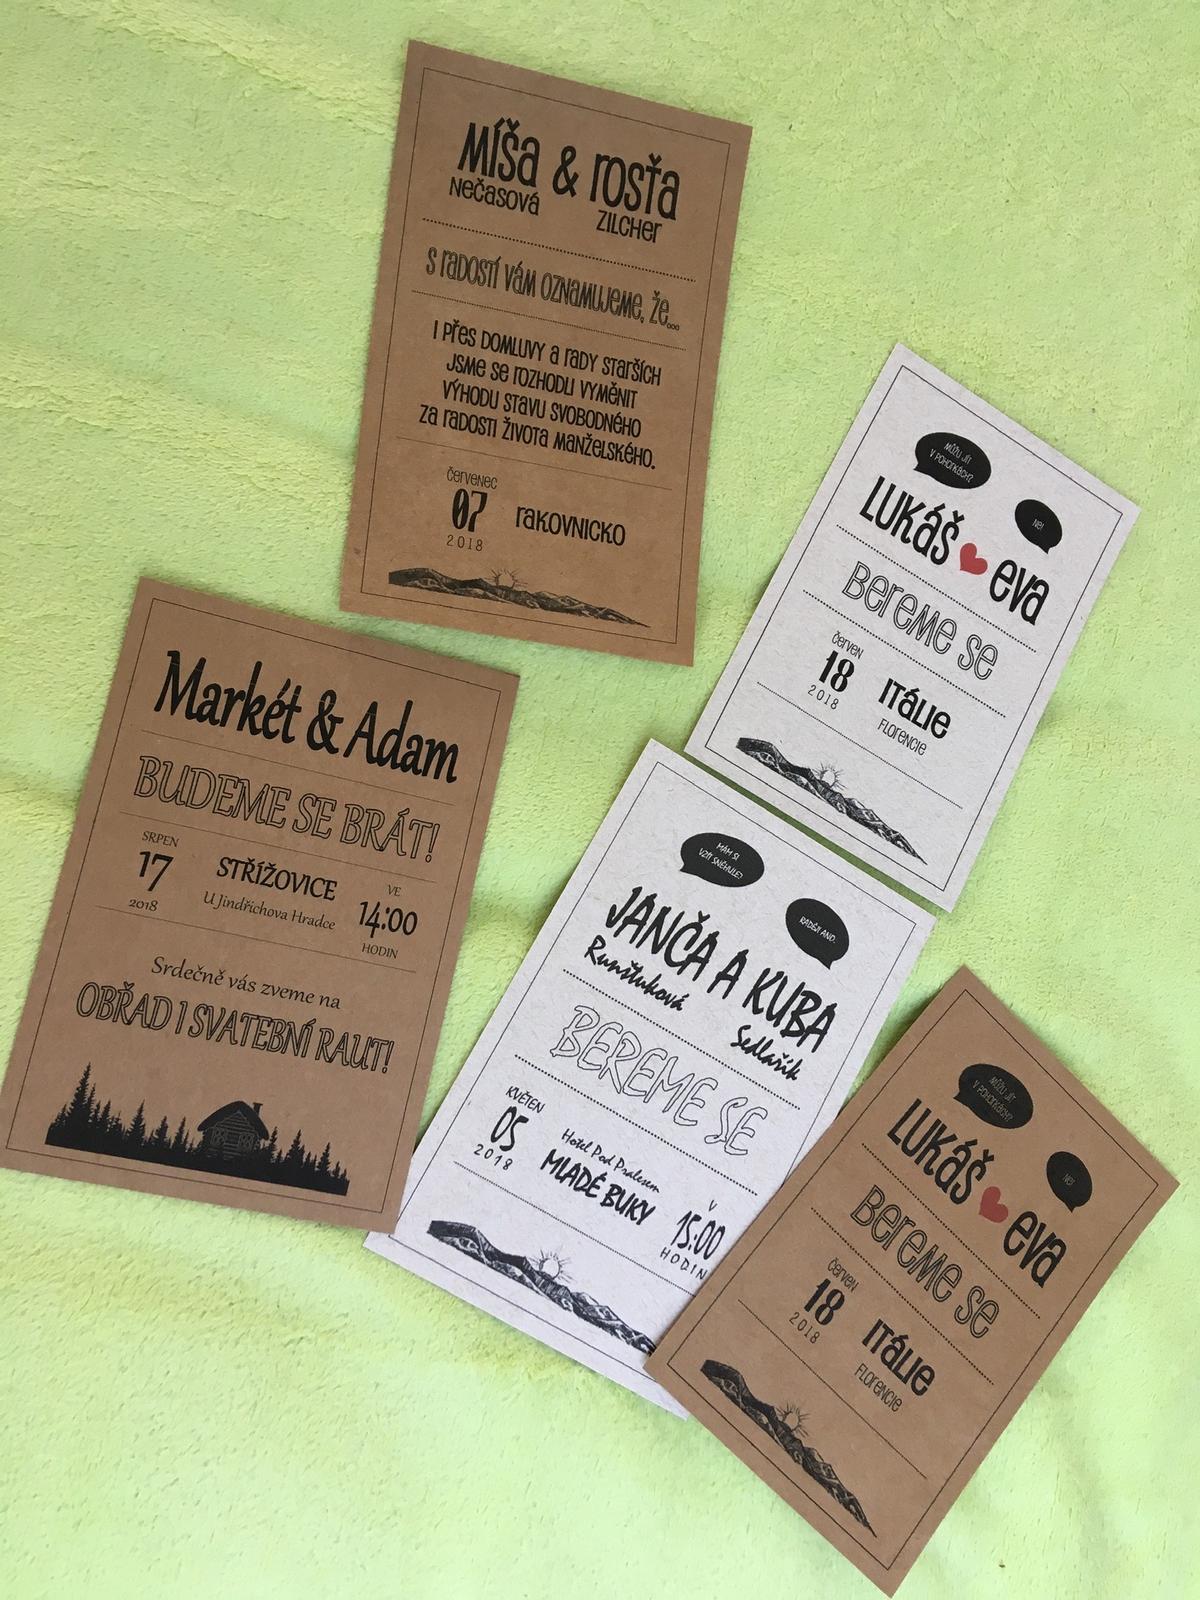 Míša & rosťa
Nečasová
ZILCHer
S radostí vám oznamujeme, že...
I přes domluvy a rady starších
jsme se rozhodli vyměnit
výhodu stavu svobodného
za radosti života manželského.
červenec
07
2018
rakovnicko
MŮŽU JÍT
V POHORKÁCH?
NE!
Lukáš
eva
Bereme se
červen
18
2018
Itálie
Florencie
Markét & Adam
BUDEME SE BRÁT!
SRPEN
17
2018
STŘÍŽOVICE
U Jindřichova Hradce
VE
14:00
HODIN
Srdečně vás zveme na
OBŘAD I SVATEBNÍ RAUT!
MÁM SI
VZÍT SNĚHULE?
RADĚJI ANO.
JANČA A KUBA
Runštuková
Sedlařík
BEREME SE
KVĚTEN
05
2018
Hotel Pod Pralesem
MLADÉ BUKY
V
15:00
HODIN
MŮŽU JÍT
V POHORKÁCH?
NE!
Lukáš
eva
Bereme se
červen
18
2018
Itálie
Florencie